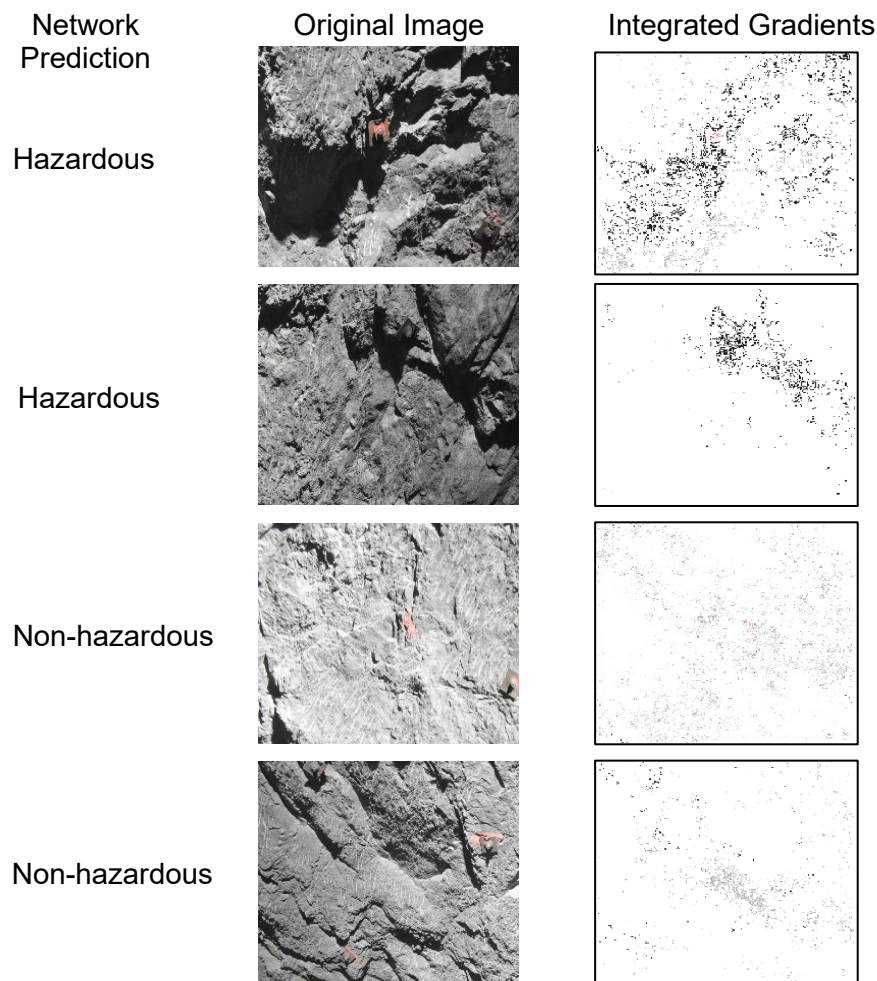 Network
Prediction
Original Image
Integrated Gradients
Hazardous
Hazardous
Non-hazardous
Non-hazardous